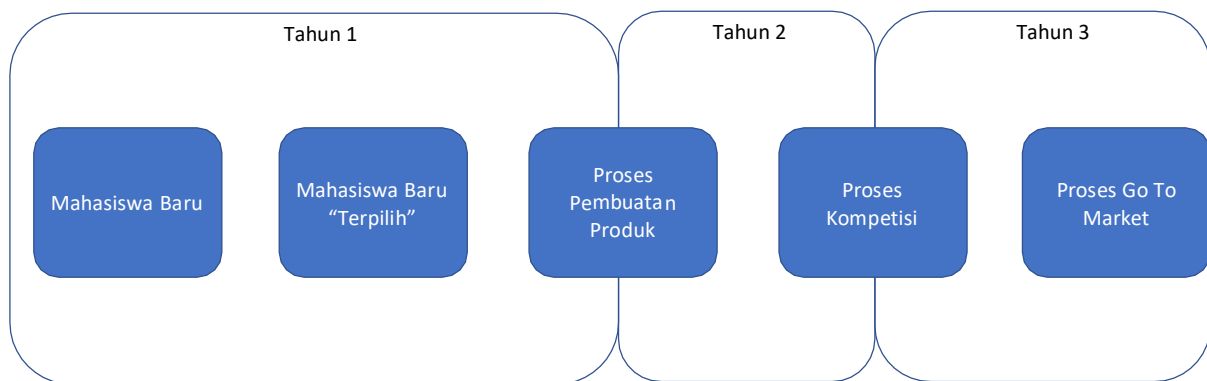 Tahun 1
Tahun 2
Tahun 3
Mahasiswa Baru
Mahasiswa Baru
“Terpilih”
Proses
Pembuatan
Produk
Proses
Kompetisi
Proses Go To
Market